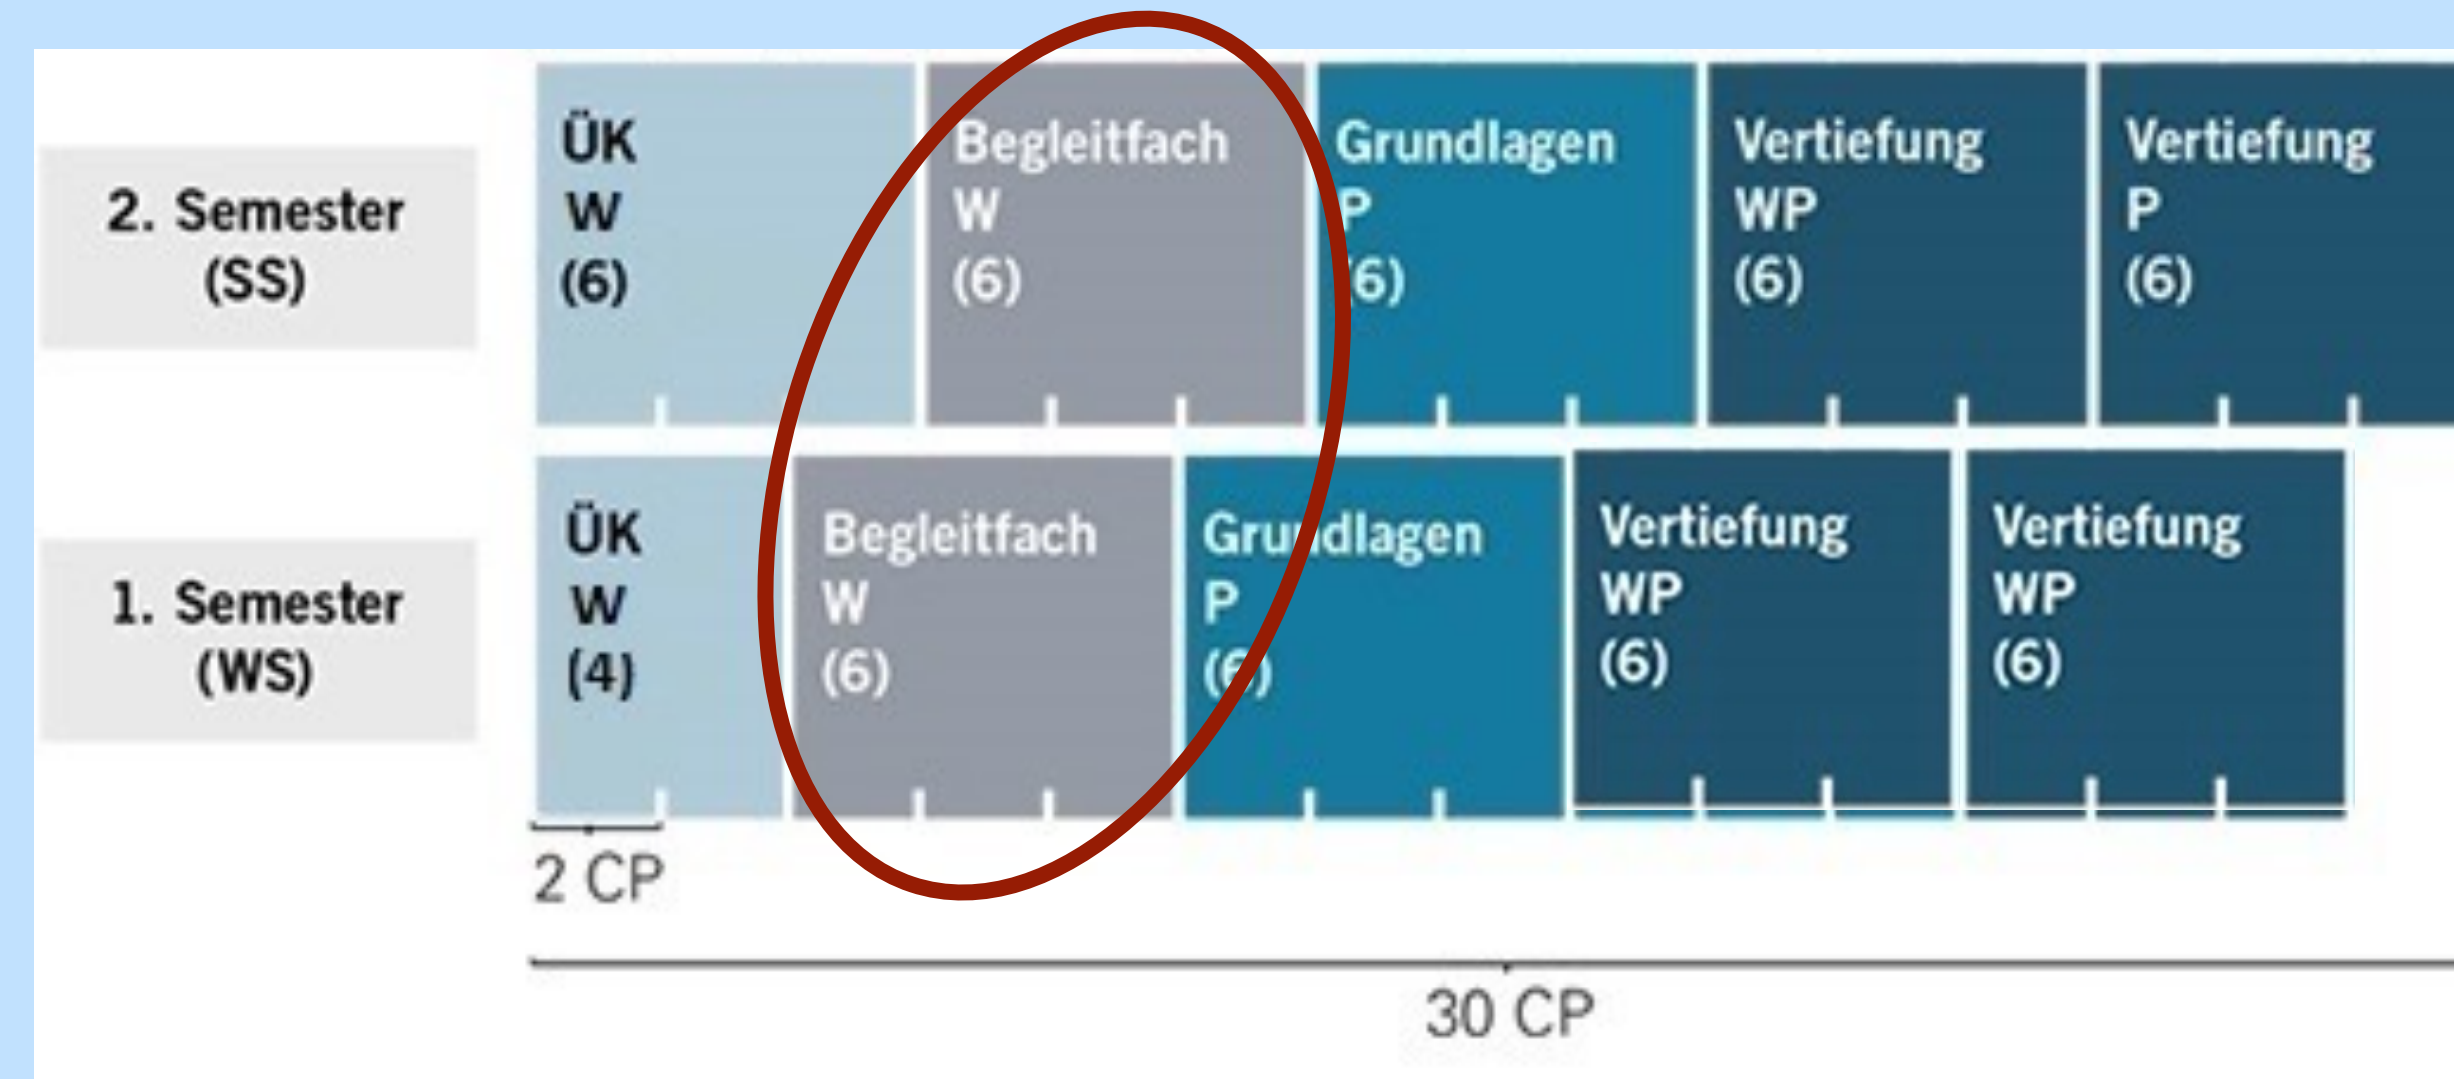 2. Semester
(SS)
ÜK
W
(6)
Begleitfach
W
(6)
Grundlagen
P
(6)
Vertiefung
WP
(6)
Vertiefung
P
(6)
1. Semester
(WS)
ÜK
W
(4)
Begleitfach
W
(6)
Grundlagen
P
(6)
Vertiefung
WP
(6)
Vertiefung
WP
(6)
2 CP
30 CP